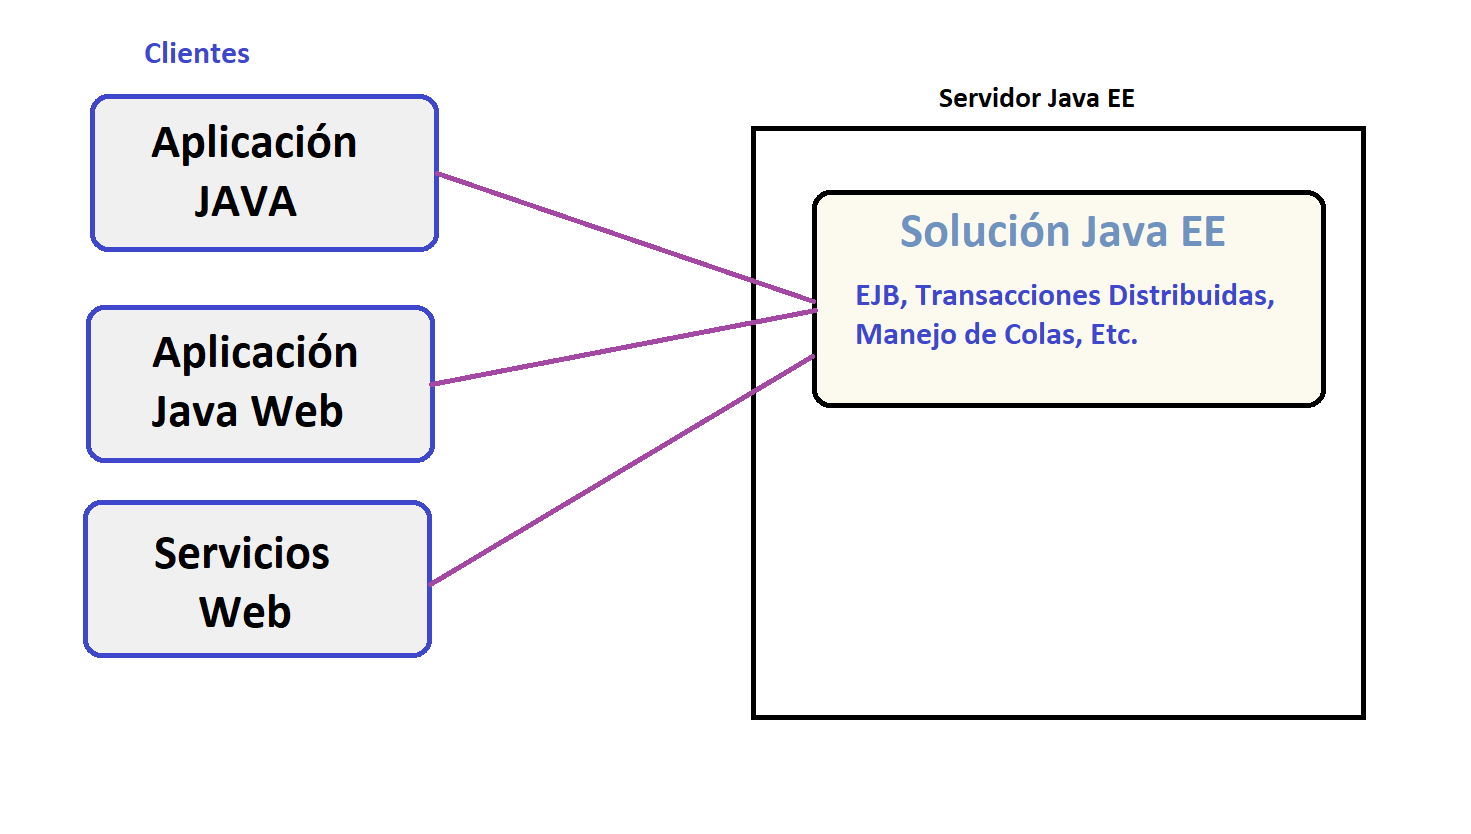 Clientes
Aplicación
JAVA
Aplicación
Java Web
Servicios
Web
Servidor Java EE
Solución Java EE
EJB, Transacciones Distribuidas,
Manejo de Colas, Etc.